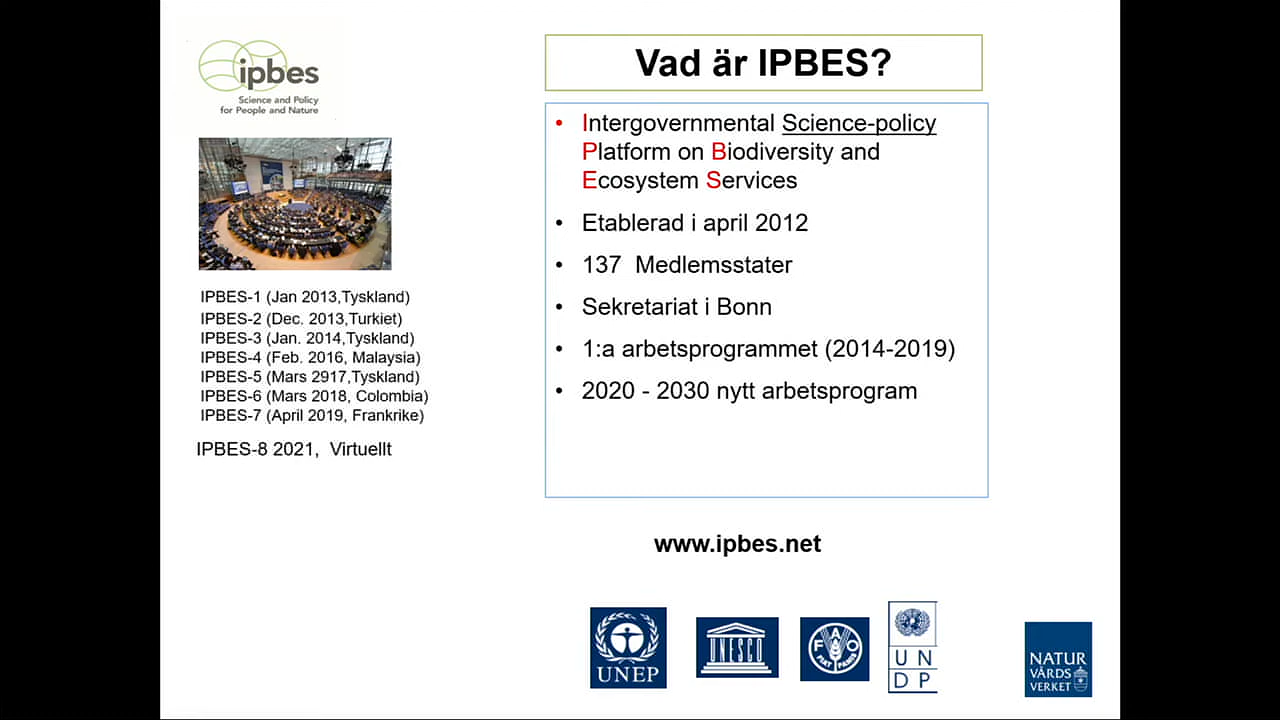 ipbes
Science and Policy
for People and Nature
IPBES-1 (Jan 2013,Tyskland)
IPBES-2 (Dec. 2013,Turkiet)
IPBES-3 (Jan. 2014,Tyskland)
IPBES-4 (Feb. 2016, Malaysia)
IPBES-5 (Mars 2917,Tyskland)
IPBES-6 (Mars 2018, Colombia)
IPBES-7 (April 2019, Frankrike)
IPBES-8 2021, Virtuellt
Vad är IPBES?
• Intergovernmental Science-policy
Platform on Biodiversity and
Ecosystem Services
• Etablerad i april 2012
• 137 Medlemsstater
• Sekretariat i Bonn
• 1:a arbetsprogrammet (2014-2019)
• 2020 - 2030 nytt arbetsprogram
www.ipbes.net
UNEP
UNESCO
FAO
FIAT PANIS
UN
DP
NATUR
VÅRDS
VERKET